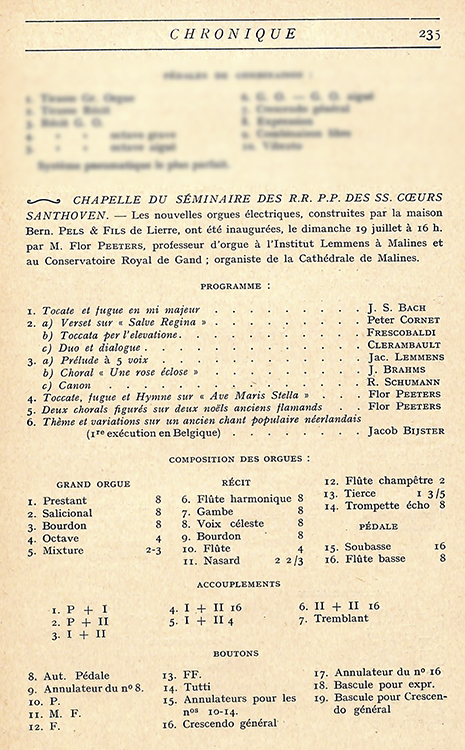 CHRONIQUE 235
CHAPELLE DU SÉMINAIRE DES R.R. P.P. DES SS. CŒURS
SANTHOVEN. — Les nouvelles orgues électriques, construites par la maison
Bern. PELS & FILS de Lierre, ont été inaugurées, le dimanche 19 juillet à 16 h.
par M. Flor PEETERS, professeur d'orgue à l'Institut Lemmens à Malines et
au Conservatoire Royal de Gand ; organiste de la Cathédrale de Malines.
PROGRAMME :
1. Tocate et fugue en mi majeur . . . . . . . . J. S. BACH
2. a) Verset sur « Salve Regina » . . . . . . . . Peter CORNET
b) Toccata per l'elevatione. . . . . . . . . FRESCOBALDI
c) Duo et dialogue . . . . . . . . . . CLERAMBAULT
3. a) Prélude à 5 voix . . . . . . . . . . Jac. LEMMENS
b) Choral « Une rose éclose » . . . . . . . . J. BRAHMS
c) Canon . . . . . . . . . . . . R. SCHUMANN
4. Toccate, fugue et Hymne sur « Ave Maris Stella » . . . Flor PEETERS
5. Deux chorals figurés sur deux noëls anciens flamands . . Flor PEETERS
6. Thème et variations sur un ancien chant populaire néerlandais
(1re exécution en Belgique) . . . . . . . Jacob BIJSTER
COMPOSITION DES ORGUES :
GRAND ORGUE
1. Prestant 8
2. Salicional 8
3. Bourdon 8
4. Octave 4
5. Mixture 2-3
RÉCIT
6. Flûte harmonique 8
7. Gambe 8
8. Voix céleste 8
9. Bourdon 8
10. Flûte 4
11. Nasard 2 2/3
12. Flûte champêtre 2
13. Tierce 1 3/5
14. Trompette écho 8
PÉDALE
15. Soubasse 16
16. Flûte basse 8
ACCOUPLEMENTS
1. P + I
2. P + II
3. I + II
4. I + II 16
5. I + II 4
6. II + II 16
7. Tremblant
BOUTONS
8. Aut. Pédale
9. Annulateur du nº 8.
10. P.
11. M. F.
12. F.
13. FF.
14. Tutti
15. Annulateurs pour les
nos 10-14.
16. Crescendo général
17. Annulateur du nº 16
18. Bascule pour expr.
19. Bascule pour Crescen-
do général